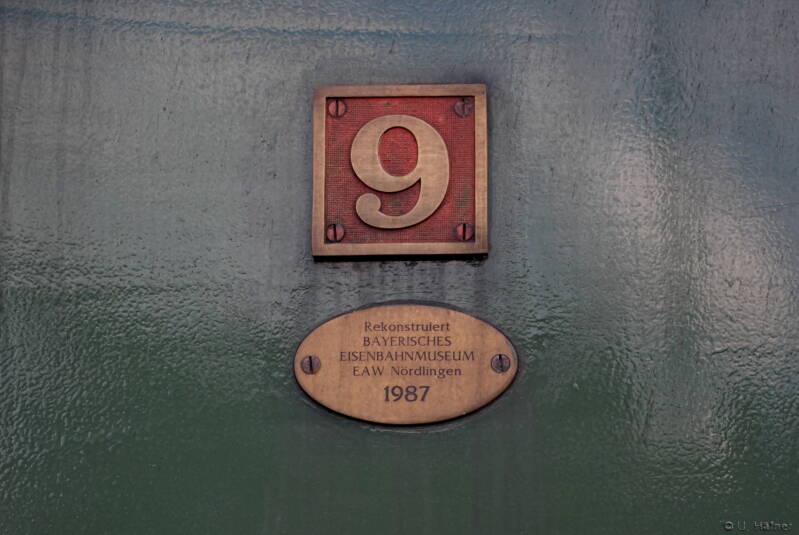 9
Rekonstruiert
BAYERISCHES
EISENBAHNMUSEUM
EAW Nördlingen
1987
© U. Häfner